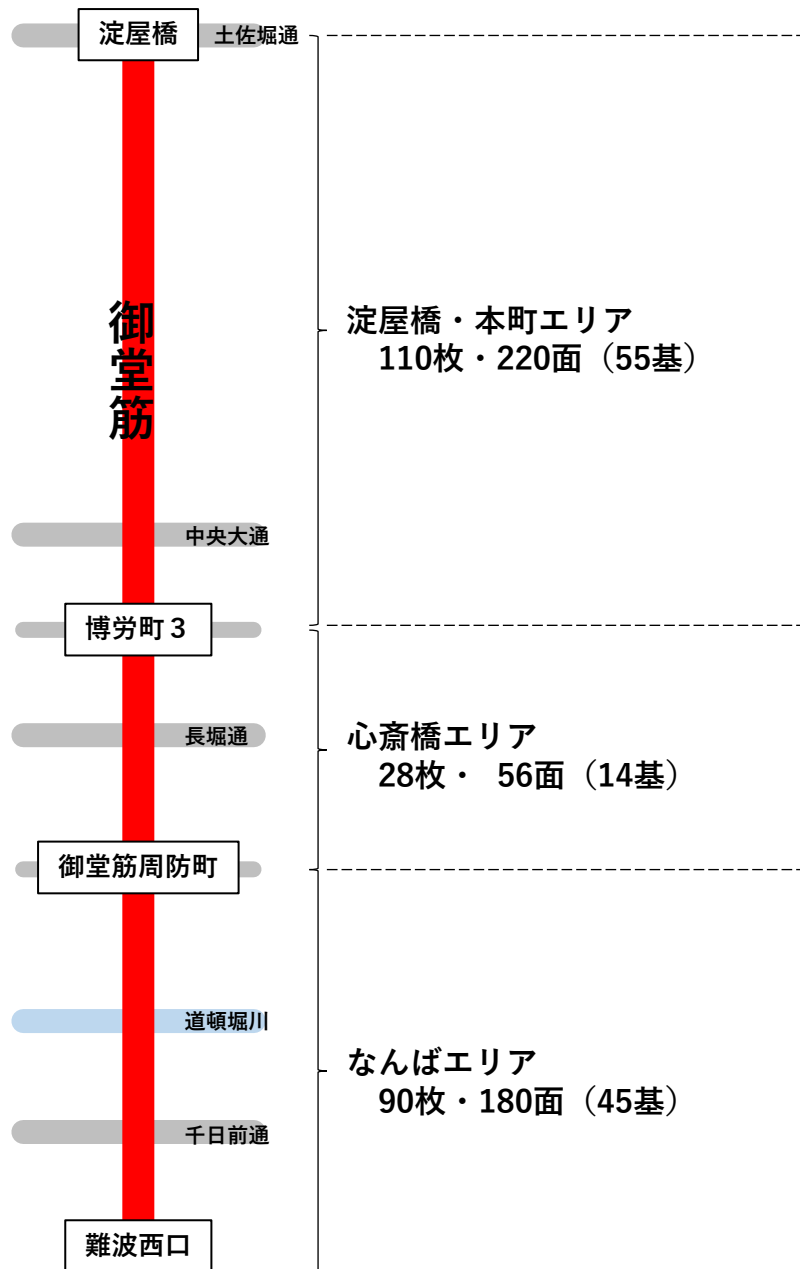 淀屋橋
土佐堀通
御堂筋
淀屋橋・本町エリア
110枚・220面（55基）
中央大通
博労町３
長堀通
心斎橋エリア
28枚・ 56面（14基）
御堂筋周防町
道頓堀川
なんばエリア
90枚・180面（45基）
千日前通
難波西口